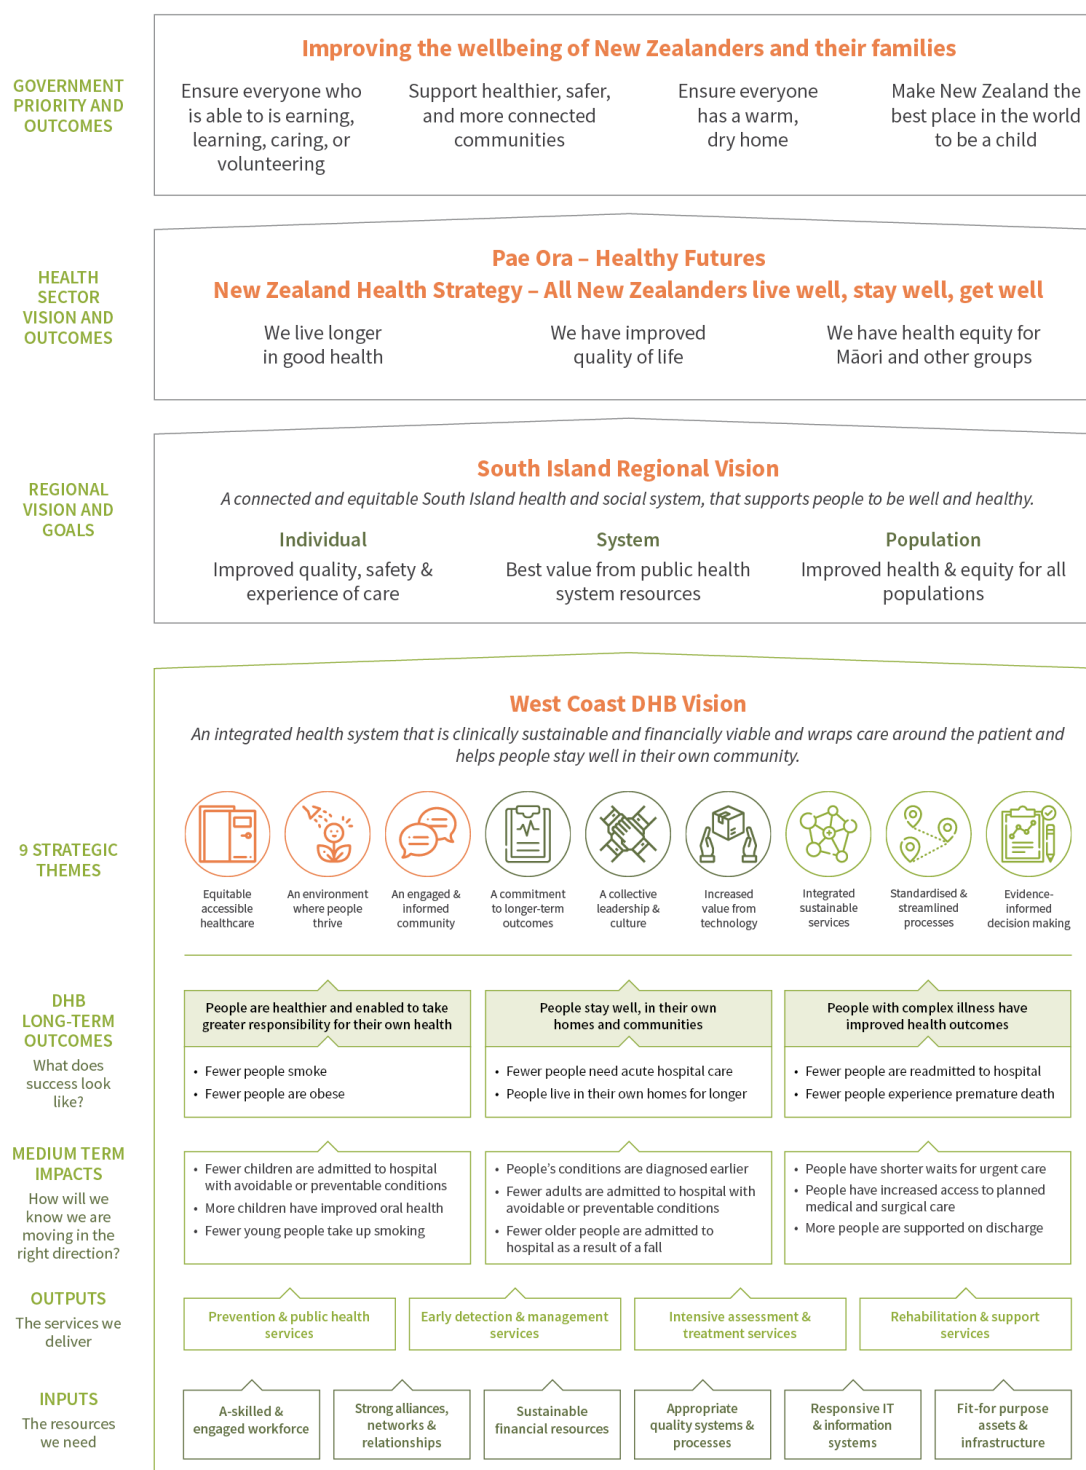 GOVERNMENT
PRIORITY AND
OUTCOMES
Improving the wellbeing of New Zealanders and their families
Ensure everyone who
is able to is earning,
learning, caring, or
volunteering
Support healthier, safer,
and more connected
communities
Ensure everyone
has a warm,
dry home
Make New Zealand the
best place in the world
to be a child
HEALTH
SECTOR
VISION AND
OUTCOMES
Pae Ora – Healthy Futures
New Zealand Health Strategy – All New Zealanders live well, stay well, get well
We live longer
in good health
We have improved
quality of life
We have health equity for
Māori and other groups
REGIONAL
VISION AND
GOALS
South Island Regional Vision
A connected and equitable South Island health and social system, that supports people to be well and healthy.
Individual
Improved quality, safety &
experience of care
System
Best value from public health
system resources
Population
Improved health & equity for all
populations
West Coast DHB Vision
An integrated health system that is clinically sustainable and financially viable and wraps care around the patient and
helps people stay well in their own community.
9 STRATEGIC
THEMES
Equitable
accessible
healthcare
An environment
where people
thrive
An engaged &
informed
community
A commitment
to longer-term
outcomes
A collective
leadership &
culture
Increased
value from
technology
Integrated
sustainable
services
Standardised &
streamlined
processes
Evidence-
informed
decision making
DHB
LONG-TERM
OUTCOMES
What does
success look
like?
People are healthier and enabled to take
greater responsibility for their own health
• Fewer people smoke
• Fewer people are obese
People stay well, in their own
homes and communities
• Fewer people need acute hospital care
• People live in their own homes for longer
People with complex illness have
improved health outcomes
• Fewer people are readmitted to hospital
• Fewer people experience premature death
MEDIUM TERM
IMPACTS
How will we
know we are
moving in the
right direction?
• Fewer children are admitted to hospital
with avoidable or preventable conditions
• More children have improved oral health
• Fewer young people take up smoking
• People's conditions are diagnosed earlier
• Fewer adults are admitted to hospital with
avoidable or preventable conditions
• Fewer older people are admitted to
hospital as a result of a fall
• People have shorter waits for urgent care
• People have increased access to planned
medical and surgical care
• More people are supported on discharge
OUTPUTS
The services we
deliver
Prevention & public health
services
Early detection & management
services
Intensive assessment &
treatment services
Rehabilitation & support
services
INPUTS
The resources
we need
A-skilled &
engaged workforce
Strong alliances,
networks &
relationships
Sustainable
financial resources
Appropriate
quality systems &
processes
Responsive IT
& information
systems
Fit-for purpose
assets &
infrastructure